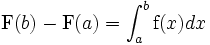 F(b) − F(a) = ∫_a^b f(x)dx